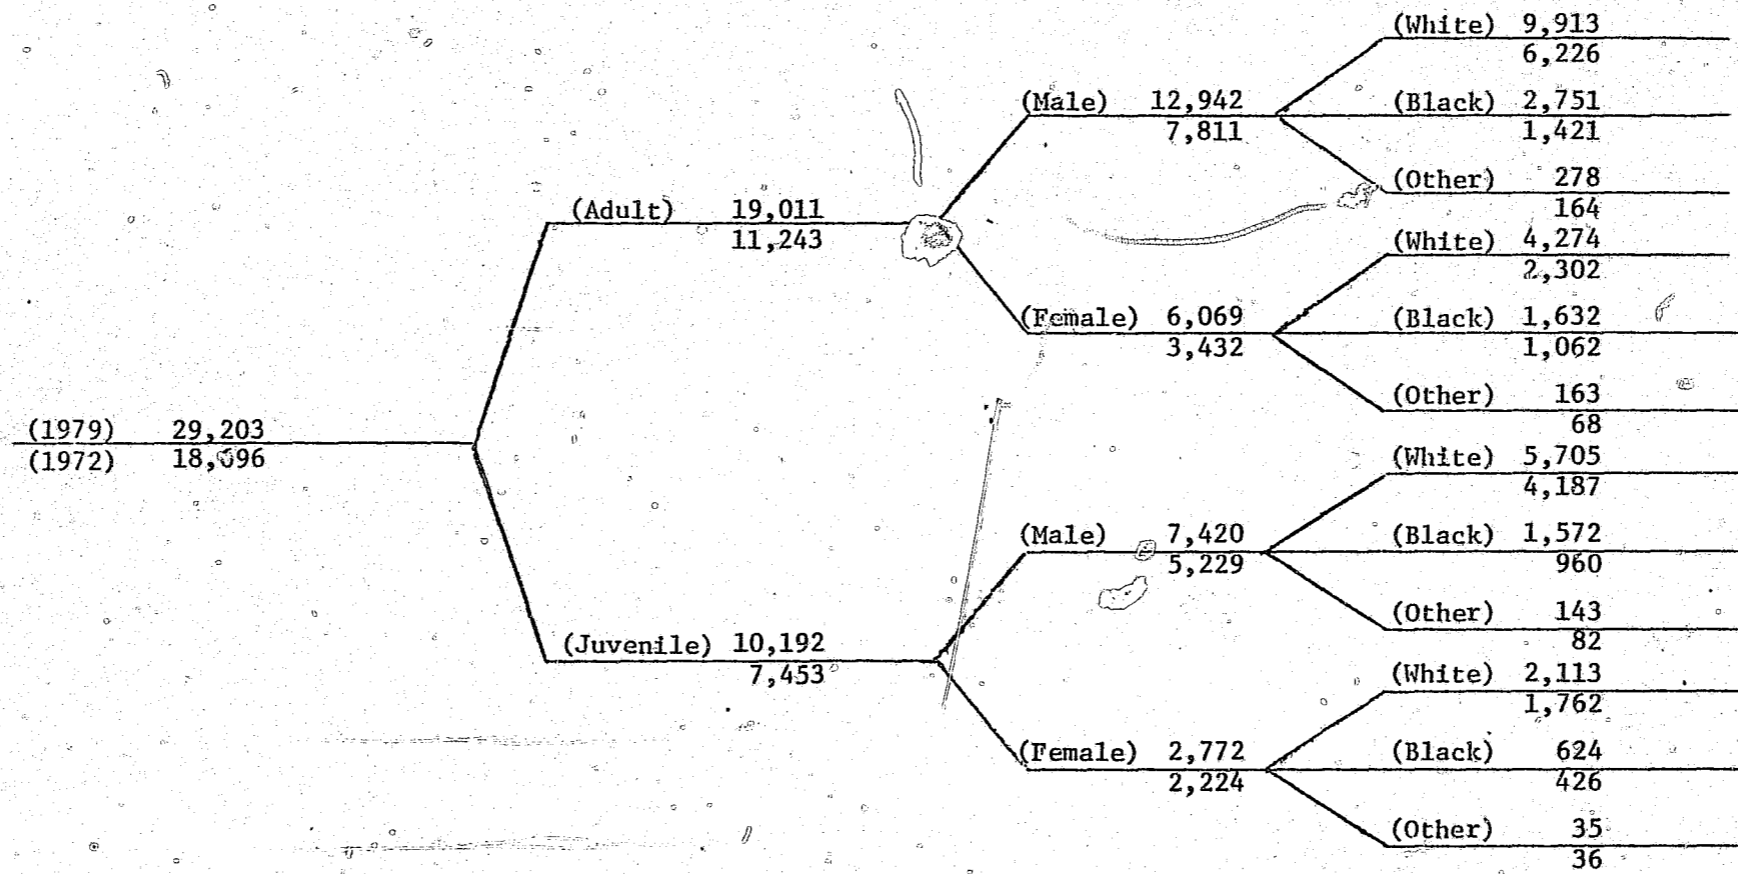 (1979) 29,203
(1972) 18,696
(Adult) 19,011
11,243
(Juvenile) 10,192
7,453
(Male) 12,942
7,811
(Female) 6,069
3,432
(Male) 7,420
5,229
(Female) 2,772
2,224
(White) 9,913
6,226
(Black) 2,751
1,421
(Other) 278
164
(White) 4,274
2,302
(Black) 1,632
1,062
(Other) 163
68
(White) 5,705
4,187
(Black) 1,572
960
(Other) 143
82
(White) 2,113
1,762
(Black) 624
426
(Other) 35
36